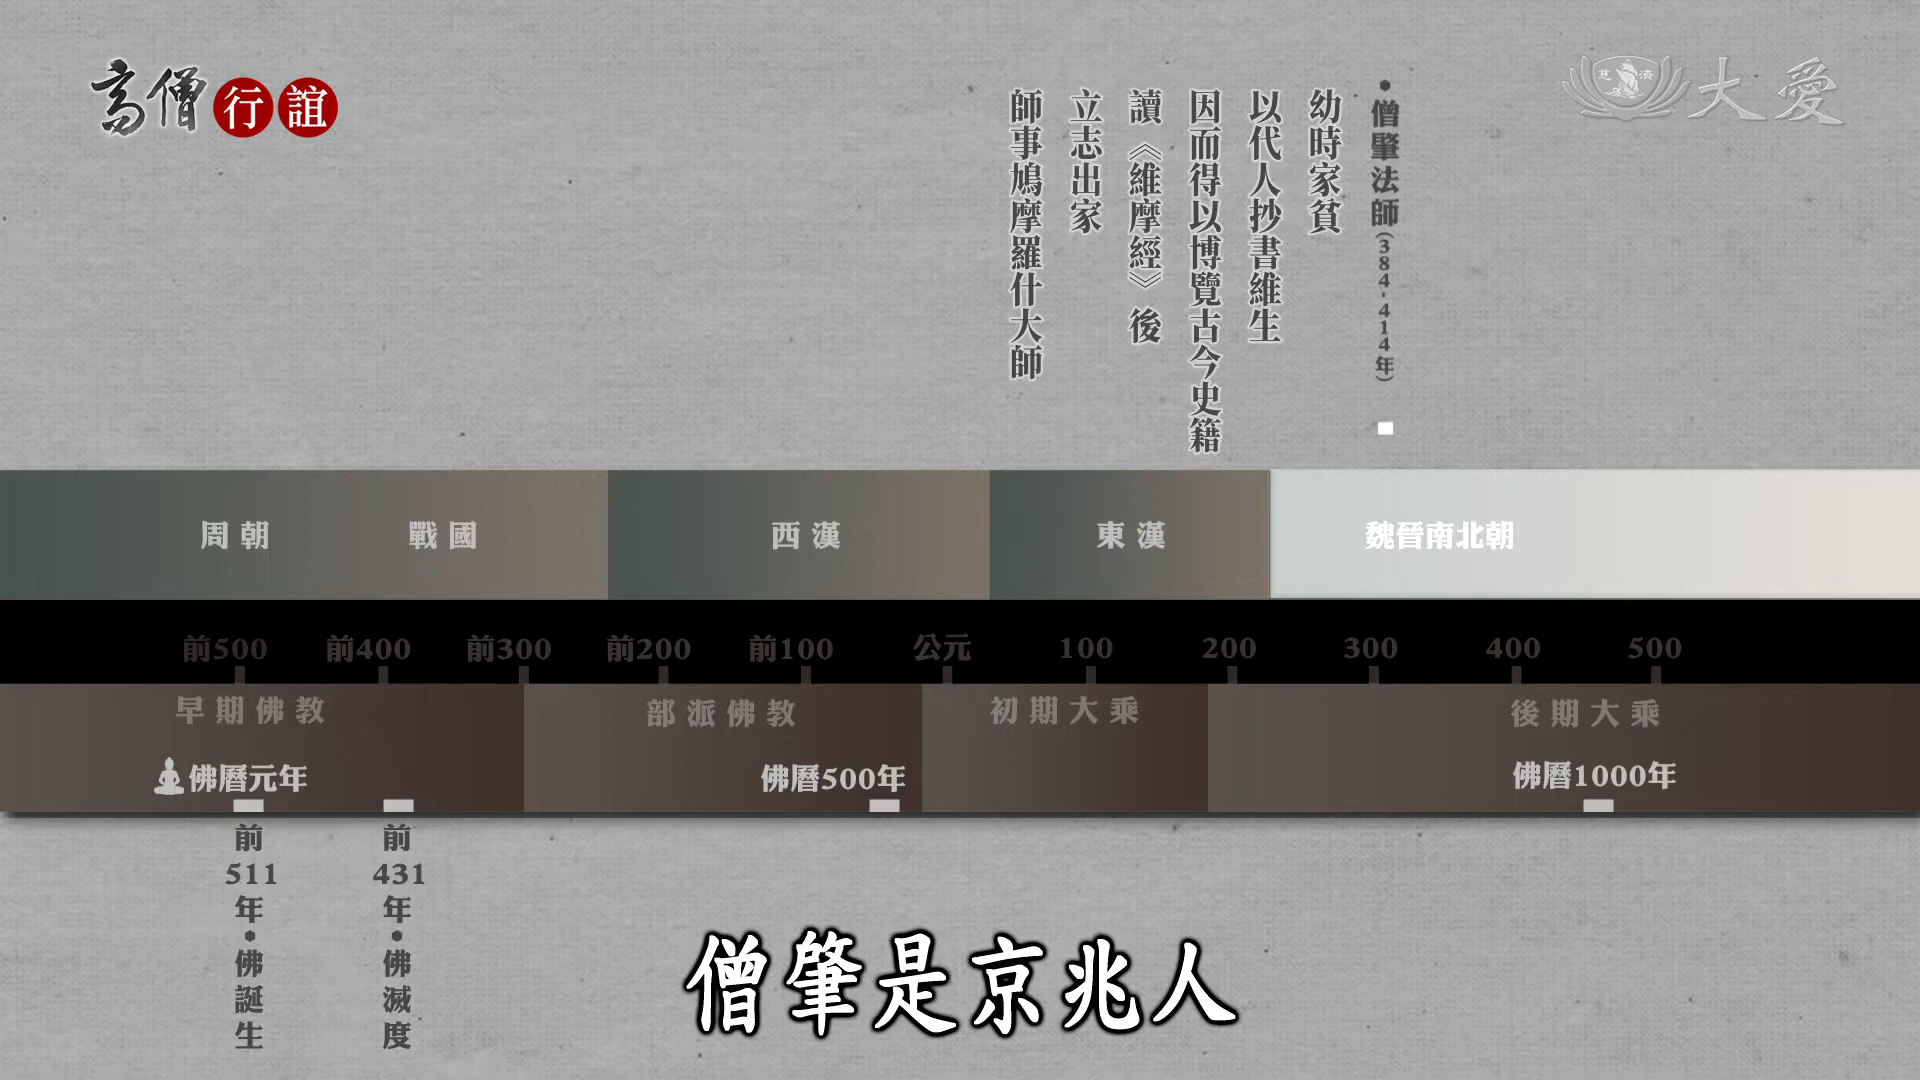 高僧行誼
慈濟
大愛
•僧肇法師(384-414年)
幼時家貧
以代人抄書維生
因而得以博覽古今史籍
讀《維摩經》後
立志出家
師事鳩摩羅什大師
周朝 戰國 西漢 東漢 魏晉南北朝
前500 前400 前300 前200 前100 公元 100 200 300 400 500
早期佛教 部派佛教 初期大乘 後期大乘
佛曆元年 佛曆500年 佛曆1000年
前511年•佛誕生
前431年•佛滅度
僧肇是京兆人